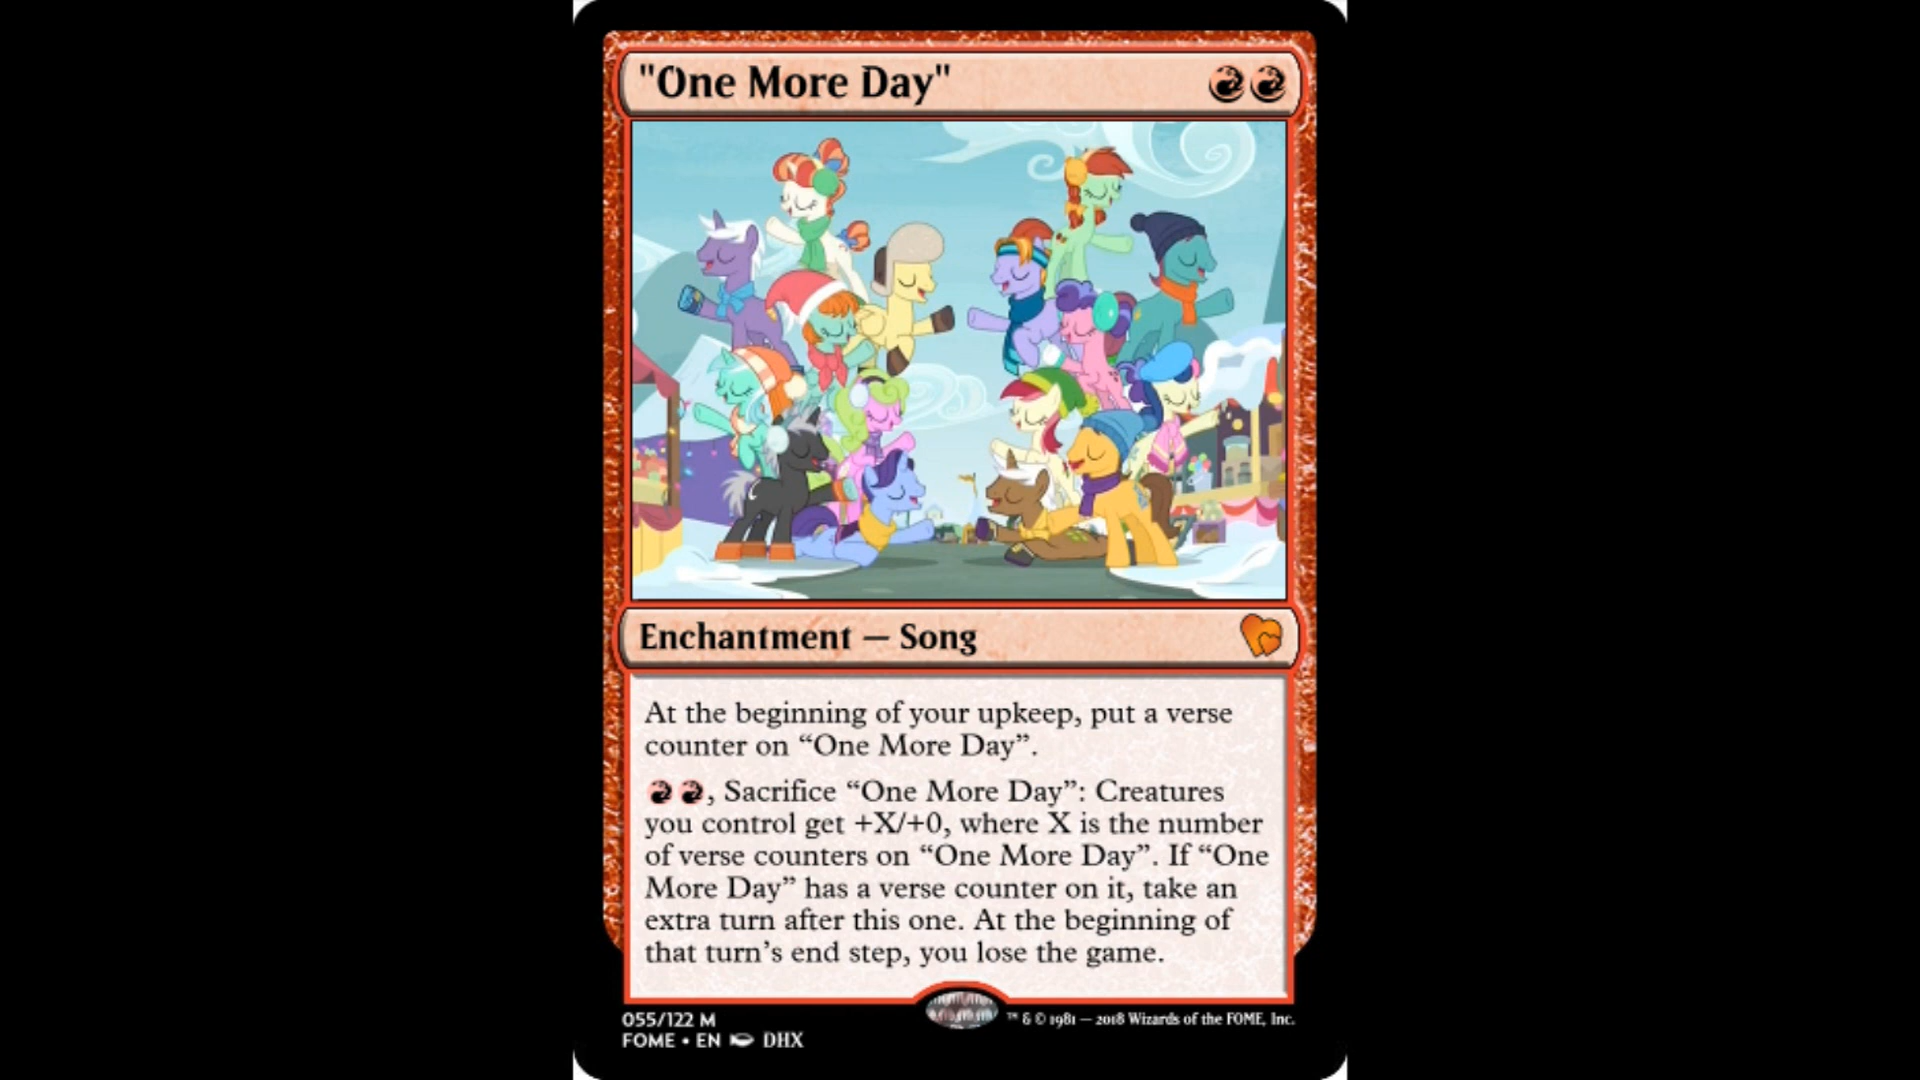 "One More Day"
Enchantment — Song
At the beginning of your upkeep, put a verse
counter on “One More Day”.
, Sacrifice “One More Day”: Creatures
you control get +X/+0, where X is the number
of verse counters on “One More Day”. If “One
More Day” has a verse counter on it, take an
extra turn after this one. At the beginning of
that turn’s end step, you lose the game.
055/122 M
™ & © 1981 — 2018 Wizards of the FOME, Inc.
FOME • EN DHX